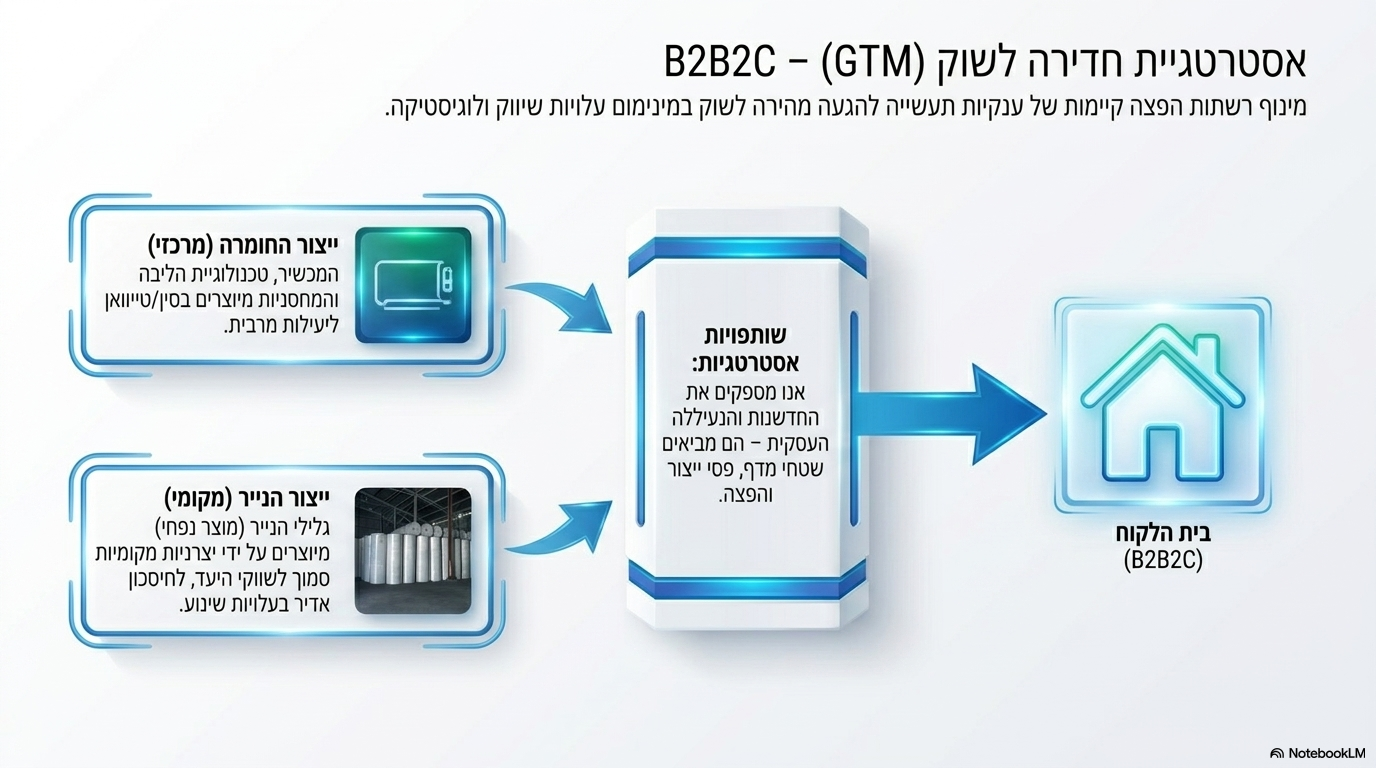 אסטרטגיית חדירה לשוק (GTM) – B2B2C
מינוף רשתות הפצה קיימות של ענקיות תעשייה להגעה מהירה לשוק במינימום עלויות שיווק ולוגיסטיקה.
ייצור החומרה (מרכזי)
המכשיר, טכנולוגיית הליבה
והמחסניות מיוצרים בסין/טייוואן
ליעילות מרבית.
ייצור הנייר (מקומי)
גלילי הנייר (מוצר נפחי)
מיוצרים על ידי יצרניות מקומיות
סמוך לשווקי היעד, לחיסכון
אדיר בעלויות שינוע.
שותפויות
אסטרטגיות:
אנו מספקים את
החדשנות והנעיללה
העסקית – הם מביאים
שטחי מדף, פסי ייצור
והפצה.
בית הלקוח
(B2B2C)
NotebookLM